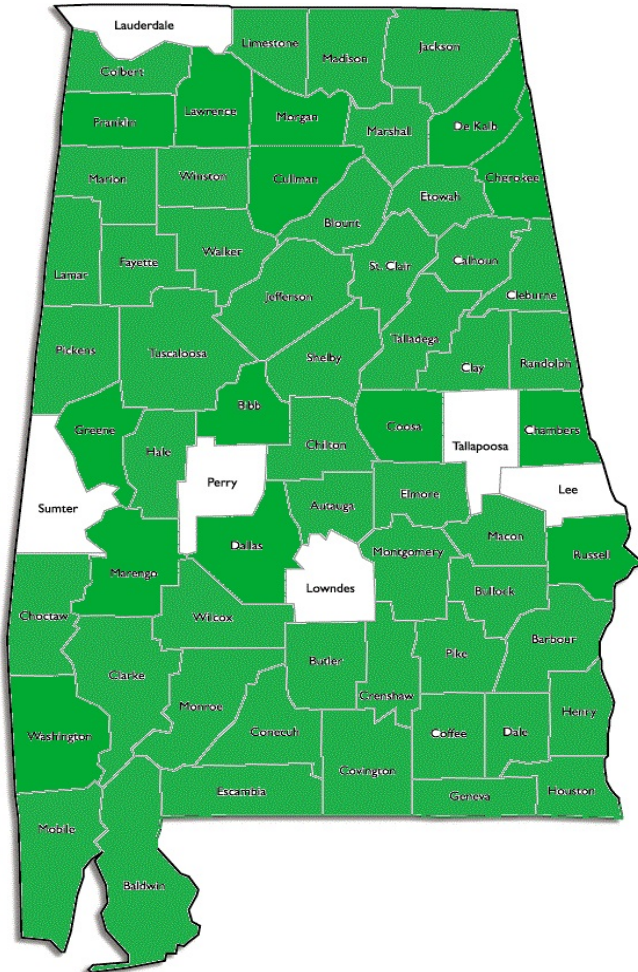 Lauderdale
Limestone
Madison
Jackson
Colbert
Franklin
Lawrence
Morgan
Marshall
De Kalb
Cherokee
Marion
Winston
Cullman
Etowah
Blount
Lamar
Fayette
Walker
Jefferson
St. Clair
Calhoun
Cleburne
Pickens
Tuscaloosa
Shelby
Talladega
Clay
Randolph
Greene
Hale
Bibb
Chilton
Coosa
Tallapoosa
Chambers
Sumter
Perry
Autauga
Elmore
Lee
Marengo
Dallas
Lowndes
Montgomery
Macon
Russell
Choctaw
Wilcox
Bullock
Clarke
Butler
Pike
Barbour
Monroe
Crenshaw
Washington
Conecuh
Coffee
Dale
Henry
Covington
Mobile
Escambia
Geneva
Houston
Baldwin